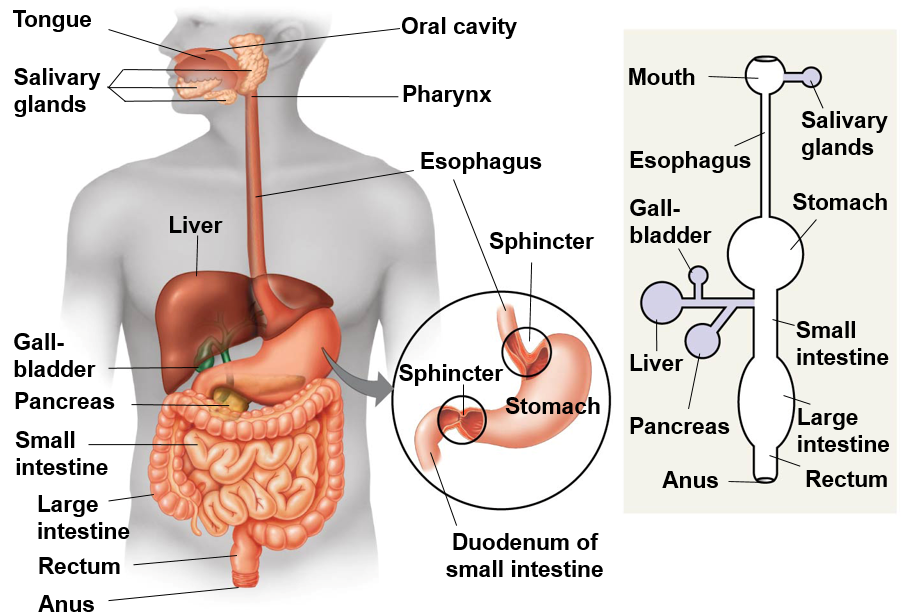 Tongue
Oral cavity
Salivary
glands
Pharynx
Esophagus
Liver
Sphincter
Gall-
bladder
Sphincter
Pancreas
Stomach
Small
intestine
Large
intestine
Duodenum of
small intestine
Rectum
Anus
Mouth
Salivary
glands
Esophagus
Stomach
Gall-
bladder
Small
intestine
Liver
Pancreas
Large
intestine
Anus
Rectum